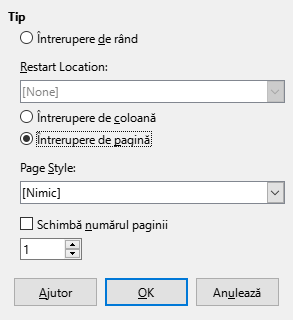 Tip
Întrerupere de rând
Restart Location:
[None]
Întrerupere de coloană
Întrerupere de pagină
Page Style:
[Nimic]
Schimbă numărul paginii
1
Ajutor
OK
Anulează